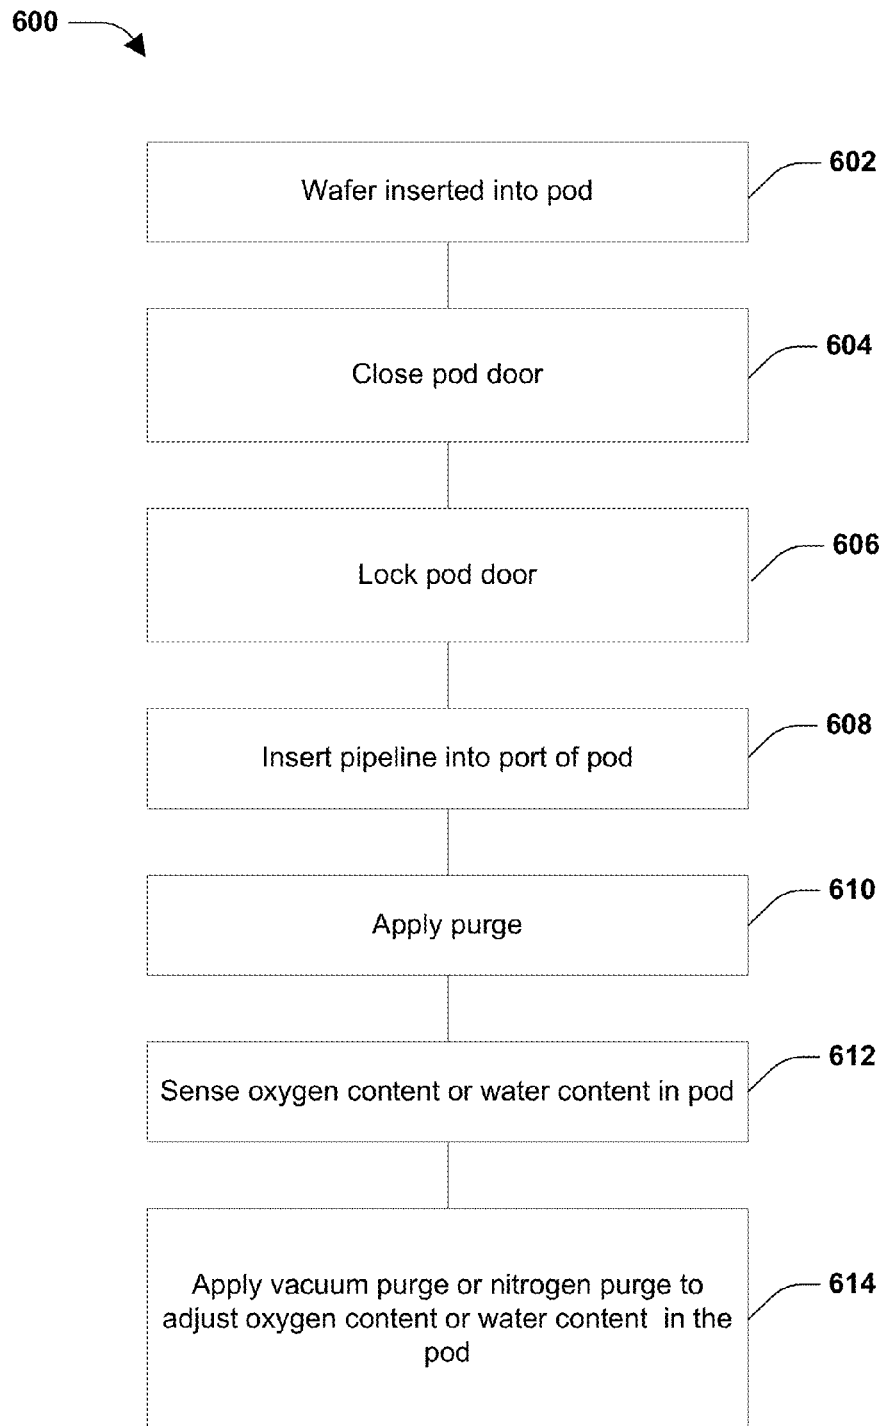 600
Wafer inserted into pod
602
Close pod door
604
Lock pod door
606
Insert pipeline into port of pod
608
Apply purge
610
Sense oxygen content or water content in pod
612
Apply vacuum purge or nitrogen purge to
adjust oxygen content or water content in the
pod
614